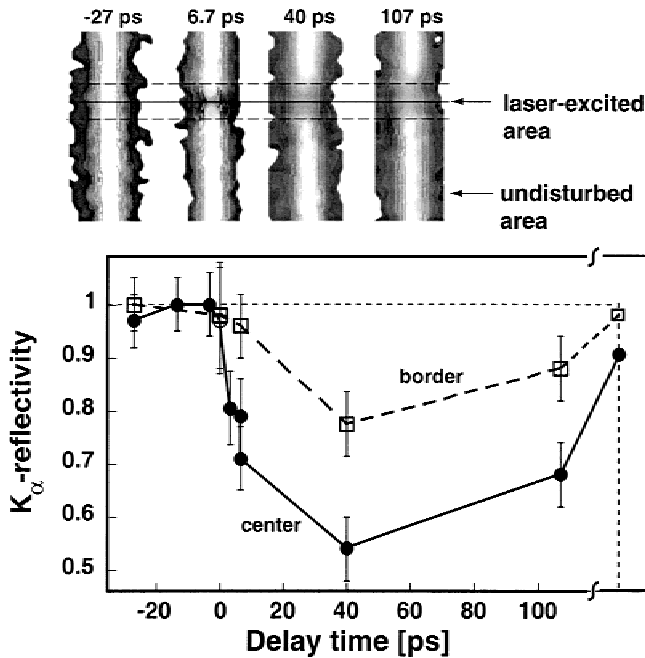 -27 ps 6.7 ps 40 ps 107 ps
laser-excited
area
undisturbed
area
1
0.9
0.8
0.7
0.6
0.5
Kα-reflectivity
border
center
-20 0 20 40 60 80 100
Delay time [ps]